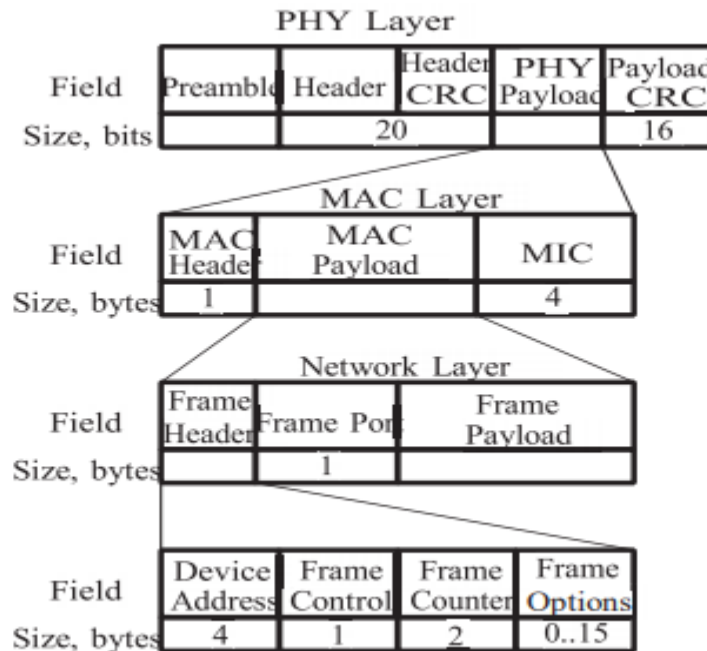 PHY Layer
Field Preamble Header Header CRC PHY Payload Payload CRC
Size, bits 20 16
MAC Layer
Field MAC Header MAC Payload MIC
Size, bytes 1 4
Network Layer
Field Frame Header Frame Port Frame Payload
Size, bytes 1
Field Device Address Frame Control Frame Counter Frame Options
Size, bytes 4 1 2 0..15